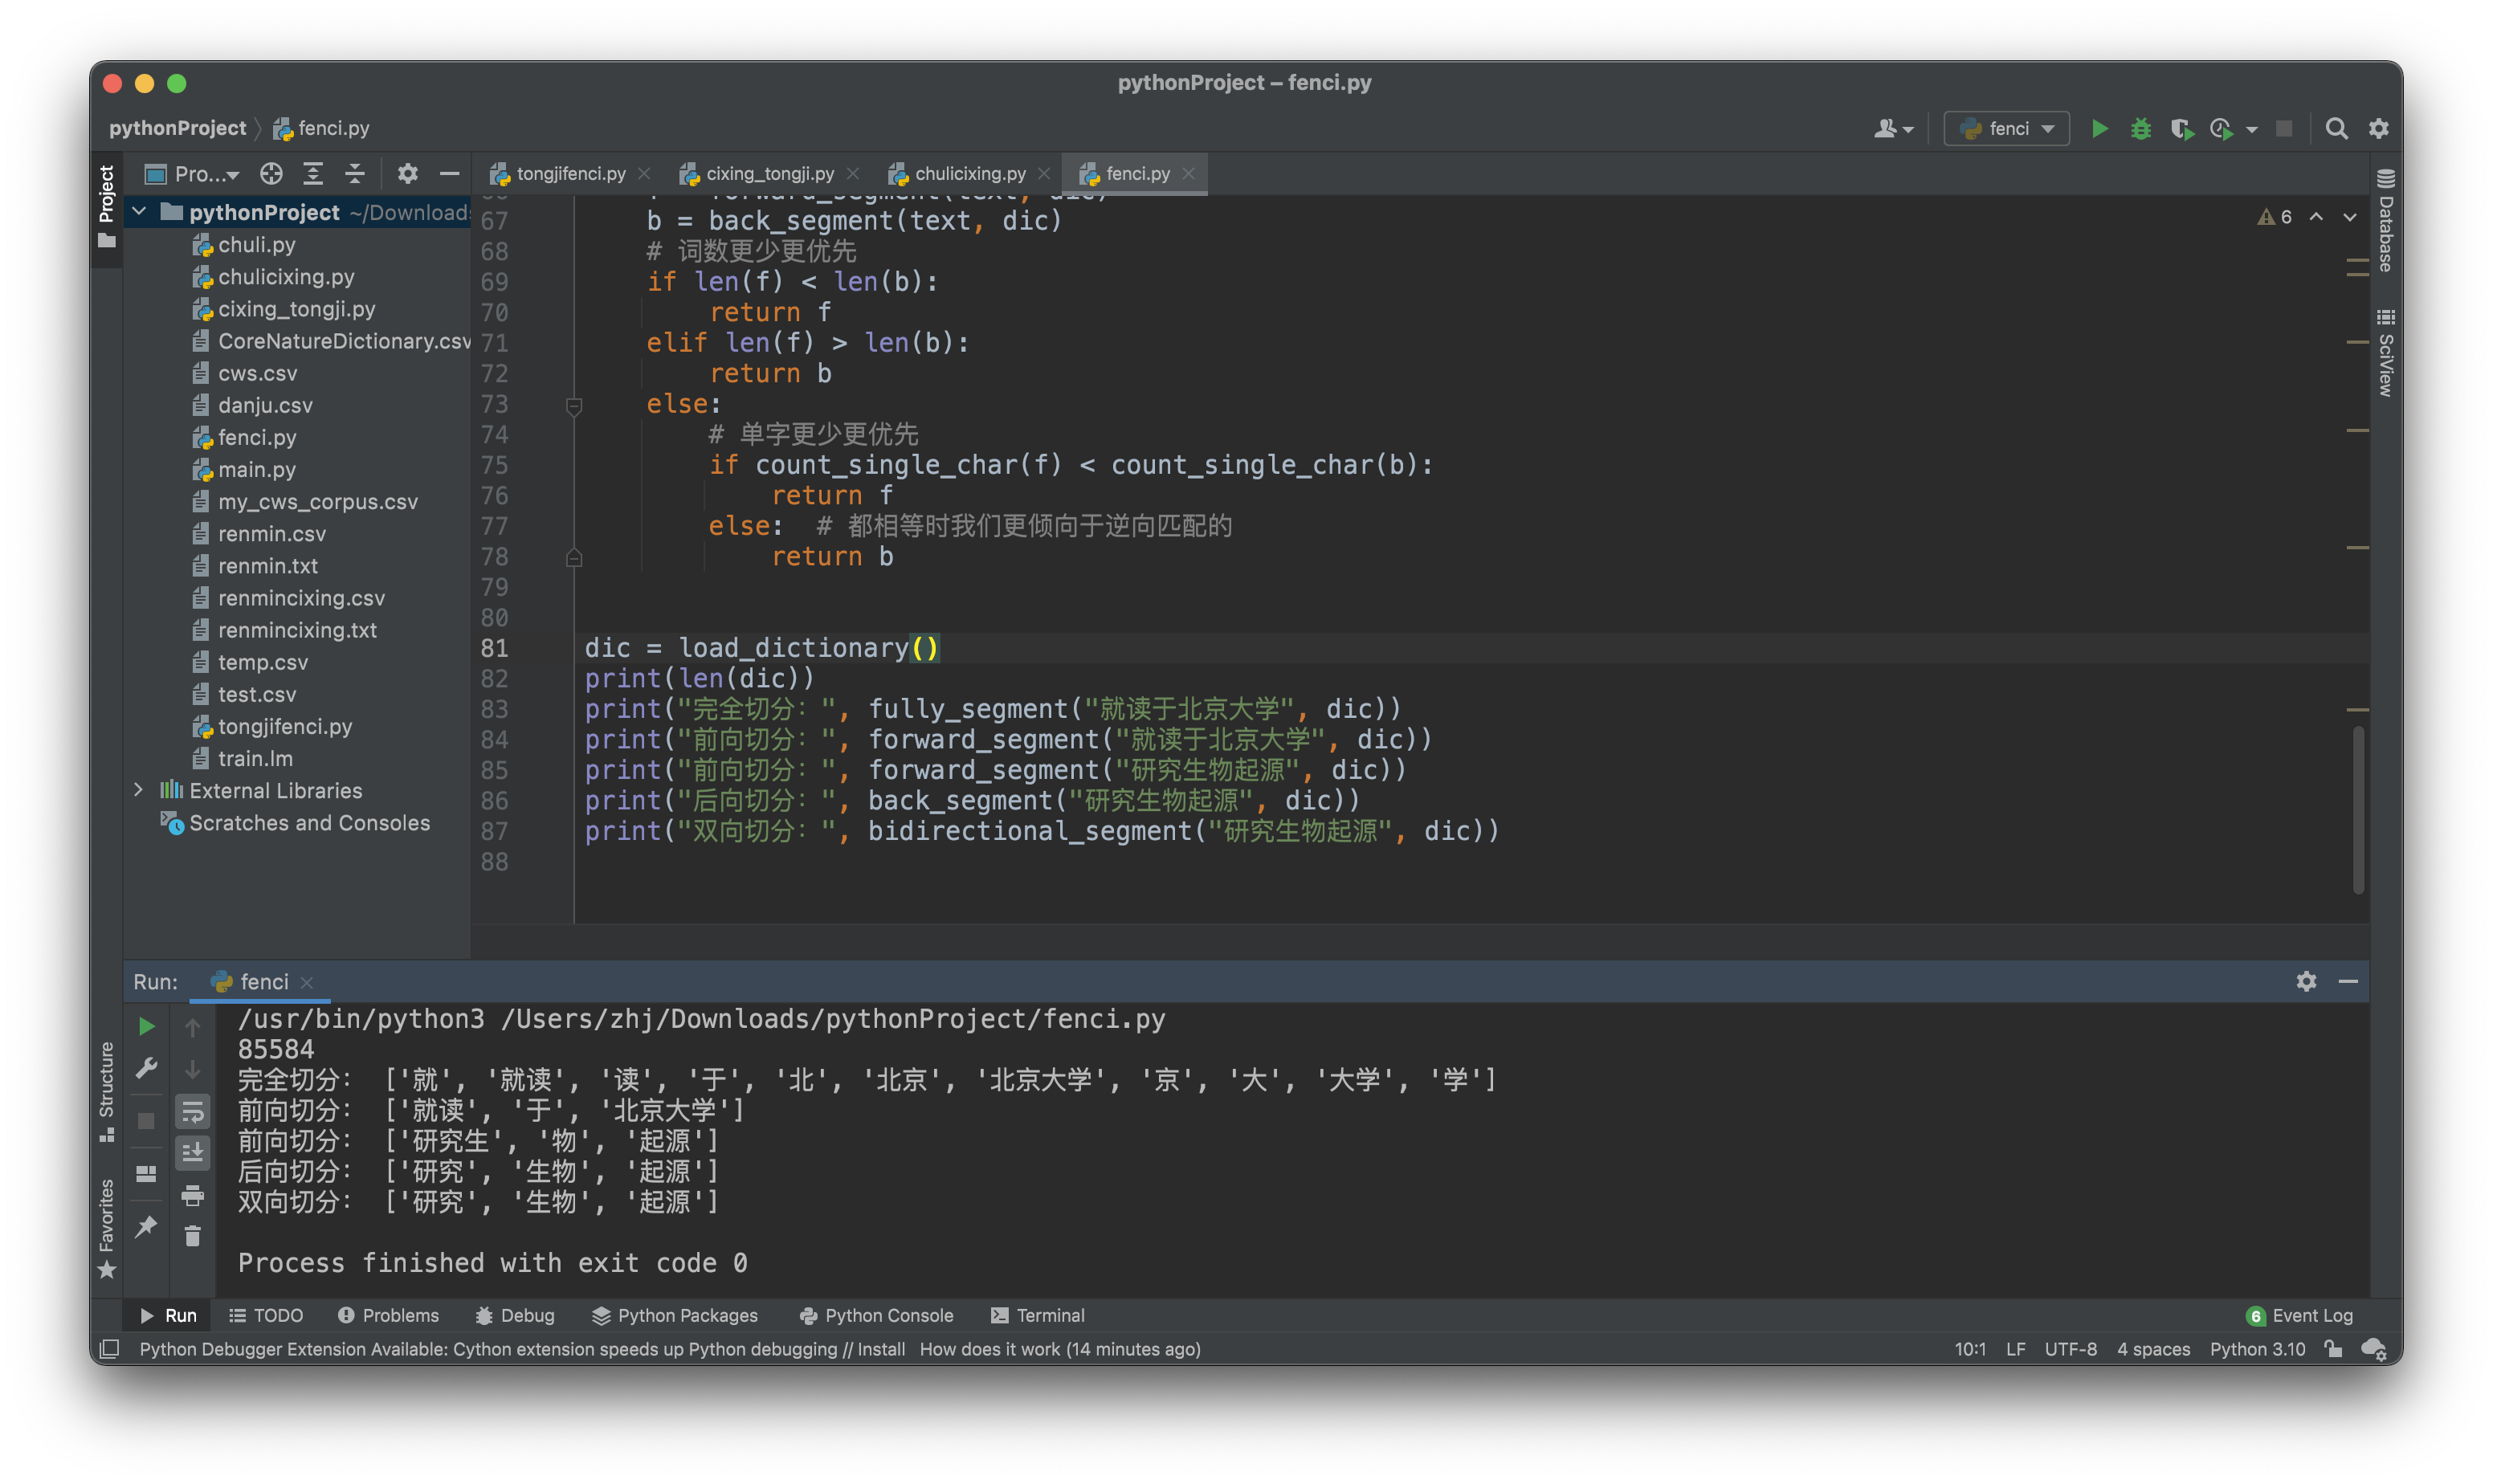 pythonProject – fenci.py
pythonProject fenci.py
fenci
Project
Pro...
tongjifenci.py
cixing_tongji.py
chulicixing.py
fenci.py
pythonProject ~/Downloads
chuli.py
chulicixing.py
cixing_tongji.py
CoreNatureDictionary.csv
cws.csv
danju.csv
fenci.py
main.py
my_cws_corpus.csv
renmin.csv
renmin.txt
renmincixing.csv
renmincixing.txt
temp.csv
test.csv
tongjifenci.py
train.lm
External Libraries
Scratches and Consoles
forward_segment(text, dic)
67 b = back_segment(text, dic)
68 # 词数更少更优先
69 if len(f) < len(b):
70 return f
71 elif len(f) > len(b):
72 return b
73 else:
74 # 单字更少更优先
75 if count_single_char(f) < count_single_char(b):
76 return f
77 else:  # 都相等时我们更倾向于逆向匹配的
78 return b
79
80
81 dic = load_dictionary()
82 print(len(dic))
83 print("完全切分：", fully_segment("就读于北京大学", dic))
84 print("前向切分：", forward_segment("就读于北京大学", dic))
85 print("前向切分：", forward_segment("研究生物起源", dic))
86 print("后向切分：", back_segment("研究生物起源", dic))
87 print("双向切分：", bidirectional_segment("研究生物起源", dic))
88
6
Database
SciView
Run: fenci
/usr/bin/python3 /Users/zhj/Downloads/pythonProject/fenci.py
85584
完全切分： ['就', '就读', '读', '于', '北', '北京', '北京大学', '京', '大', '大学', '学']
前向切分： ['就读', '于', '北京大学']
前向切分： ['研究生', '物', '起源']
后向切分： ['研究', '生物', '起源']
双向切分： ['研究', '生物', '起源']
Process finished with exit code 0
Structure
Favorites
Run TODO Problems Debug Python Packages Python Console Terminal 6 Event Log
Python Debugger Extension Available: Cython extension speeds up Python debugging // Install How does it work (14 minutes ago) 10:1 LF UTF-8 4 spaces Python 3.10